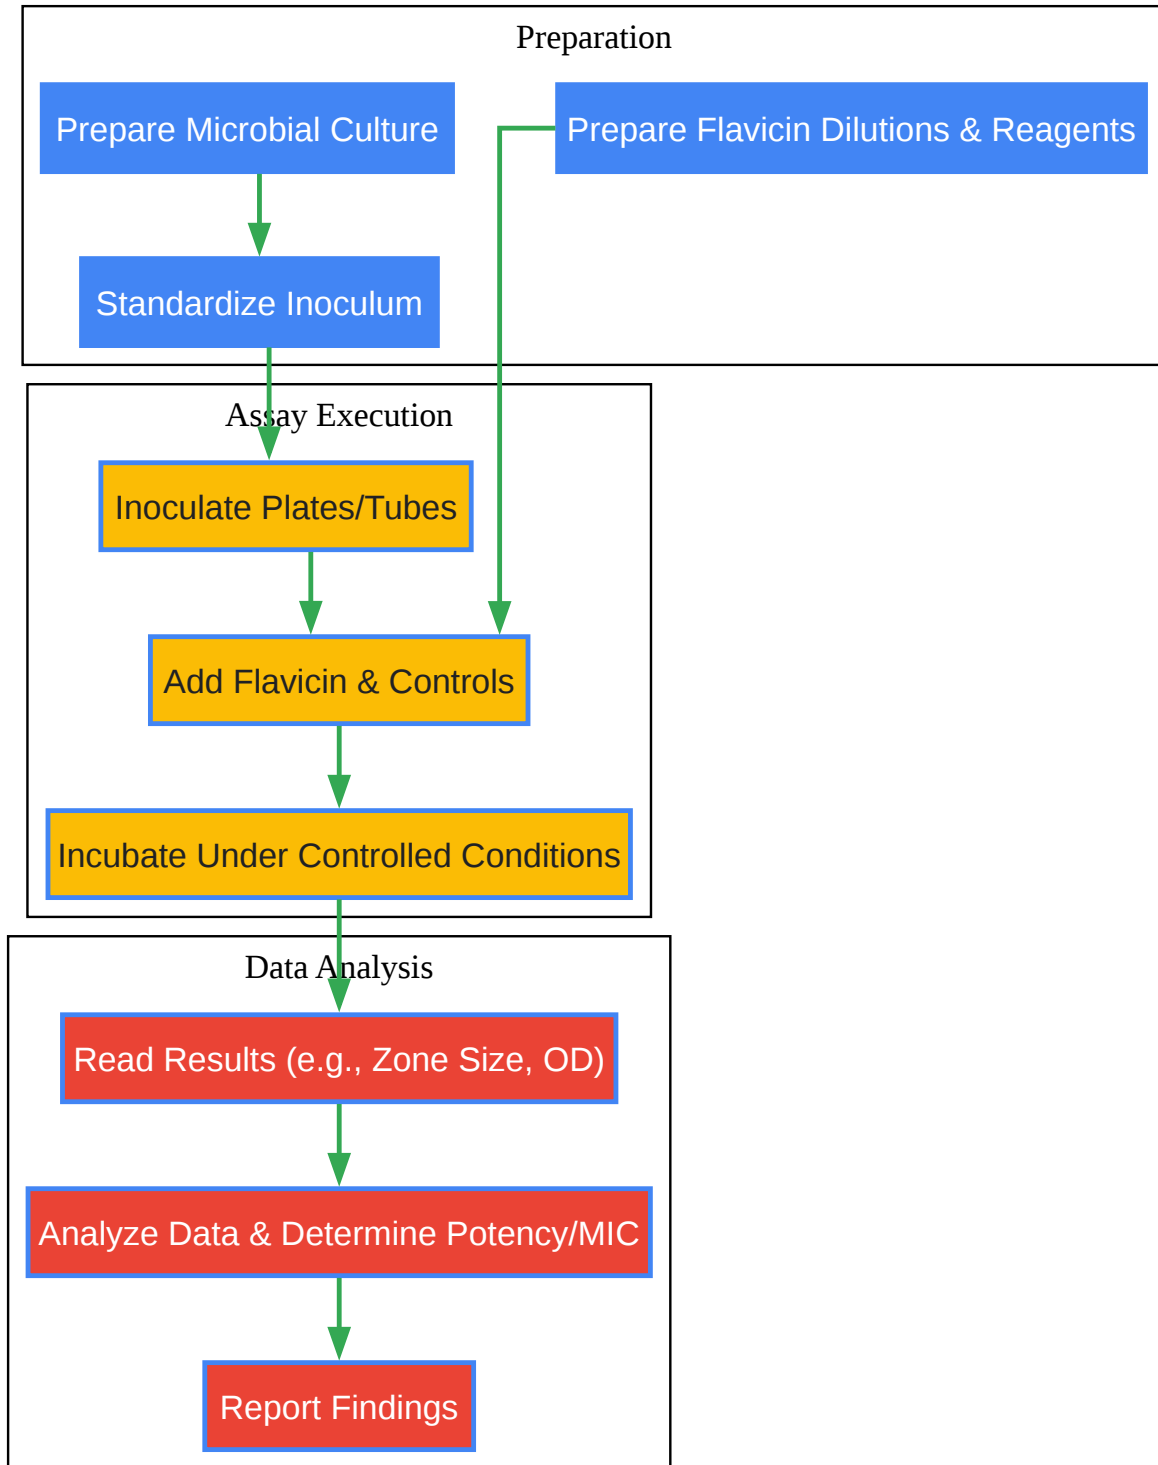 Preparation
Prepare Microbial Culture
Prepare Flavicin Dilutions & Reagents
Standardize Inoculum
Assay Execution
Inoculate Plates/Tubes
Add Flavicin & Controls
Incubate Under Controlled Conditions
Data Analysis
Read Results (e.g., Zone Size, OD)
Analyze Data & Determine Potency/MIC
Report Findings